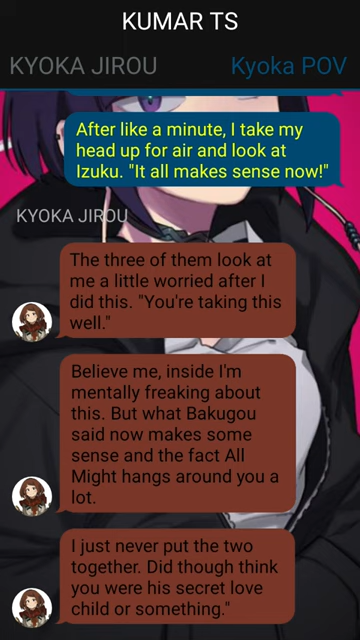 KUMAR TS
KYOKA JIROU
Kyoka POV
After like a minute, I take my
head up for air and look at
Izuku. "It all makes sense now!"
KYOKA JIROU
The three of them look at
me a little worried after I
did this. "You're taking this
well."
Believe me, inside I'm
mentally freaking about
this. But what Bakugou
said now makes some
sense and the fact All
Might hangs around you a
lot.
I just never put the two
together. Did though think
you were his secret love
child or something."